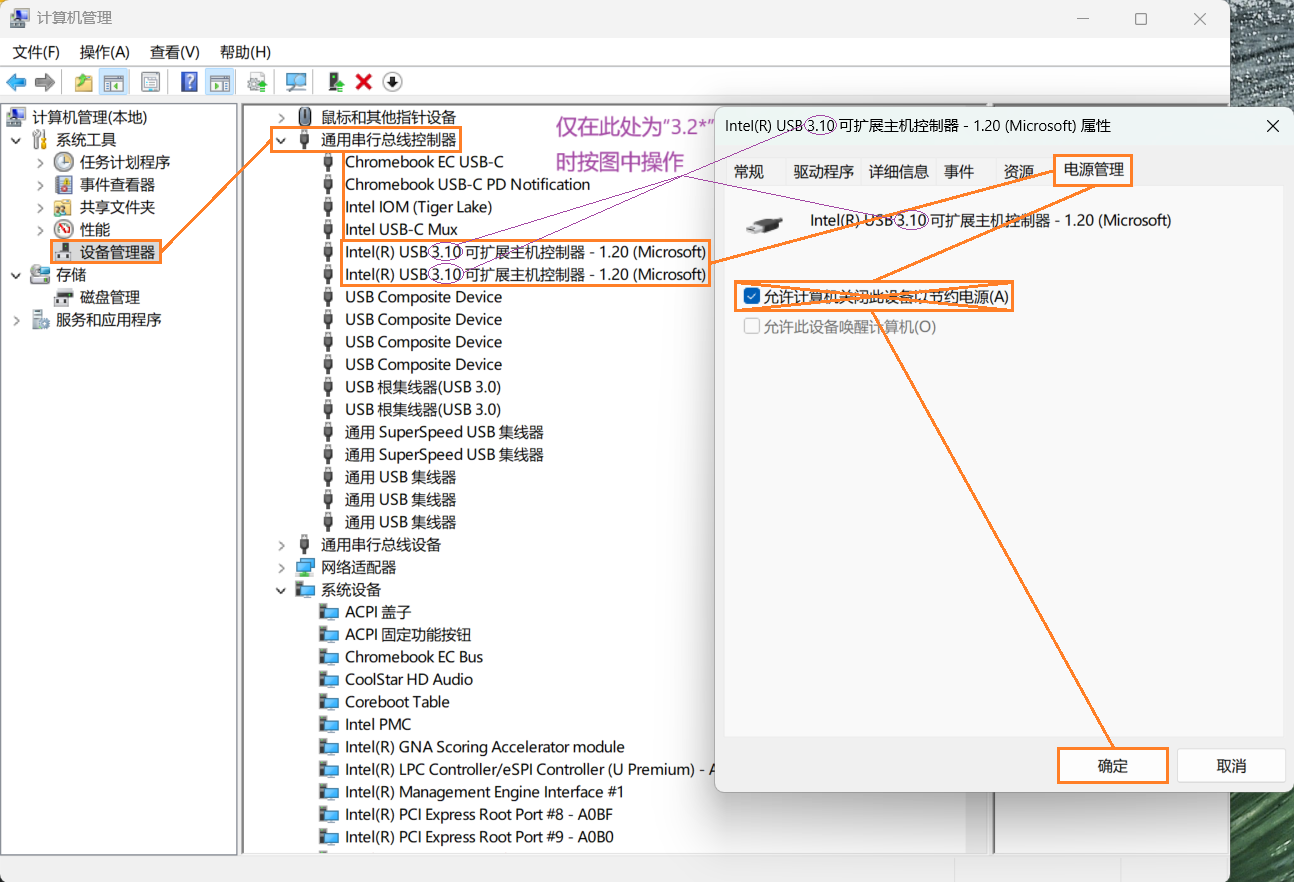 计算机管理
文件(F) 操作(A) 查看(V) 帮助(H)
计算机管理(本地)
系统工具
任务计划程序
事件查看器
共享文件夹
性能
设备管理器
存储
磁盘管理
服务和应用程序
鼠标和其他指针设备
通用串行总线控制器
Chromebook EC USB-C
Chromebook USB-C PD Notification
Intel IOM (Tiger Lake)
Intel USB-C Mux
Intel(R) USB 3.10 可扩展主机控制器 - 1.20 (Microsoft)
Intel(R) USB 3.10 可扩展主机控制器 - 1.20 (Microsoft)
USB Composite Device
USB Composite Device
USB Composite Device
USB Composite Device
USB 根集线器(USB 3.0)
USB 根集线器(USB 3.0)
通用 SuperSpeed USB 集线器
通用 SuperSpeed USB 集线器
通用 USB 集线器
通用 USB 集线器
通用 USB 集线器
通用串行总线设备
网络适配器
系统设备
ACPI 盖子
ACPI 固定功能按钮
Chromebook EC Bus
CoolStar HD Audio
Coreboot Table
Intel PMC
Intel(R) GNA Scoring Accelerator module
Intel(R) LPC Controller/eSPI Controller (U Premium) - A
Intel(R) Management Engine Interface #1
Intel(R) PCI Express Root Port #8 - A0BF
Intel(R) PCI Express Root Port #9 - A0B0
仅在此处为“3.2*”
时按图中操作
Intel(R) USB 3.10 可扩展主机控制器 - 1.20 (Microsoft) 属性
常规 驱动程序 详细信息 事件 资源 电源管理
Intel(R) USB 3.10 可扩展主机控制器 - 1.20 (Microsoft)
允许计算机关闭此设备以节约电源(A)
允许此设备唤醒计算机(O)
确定 取消